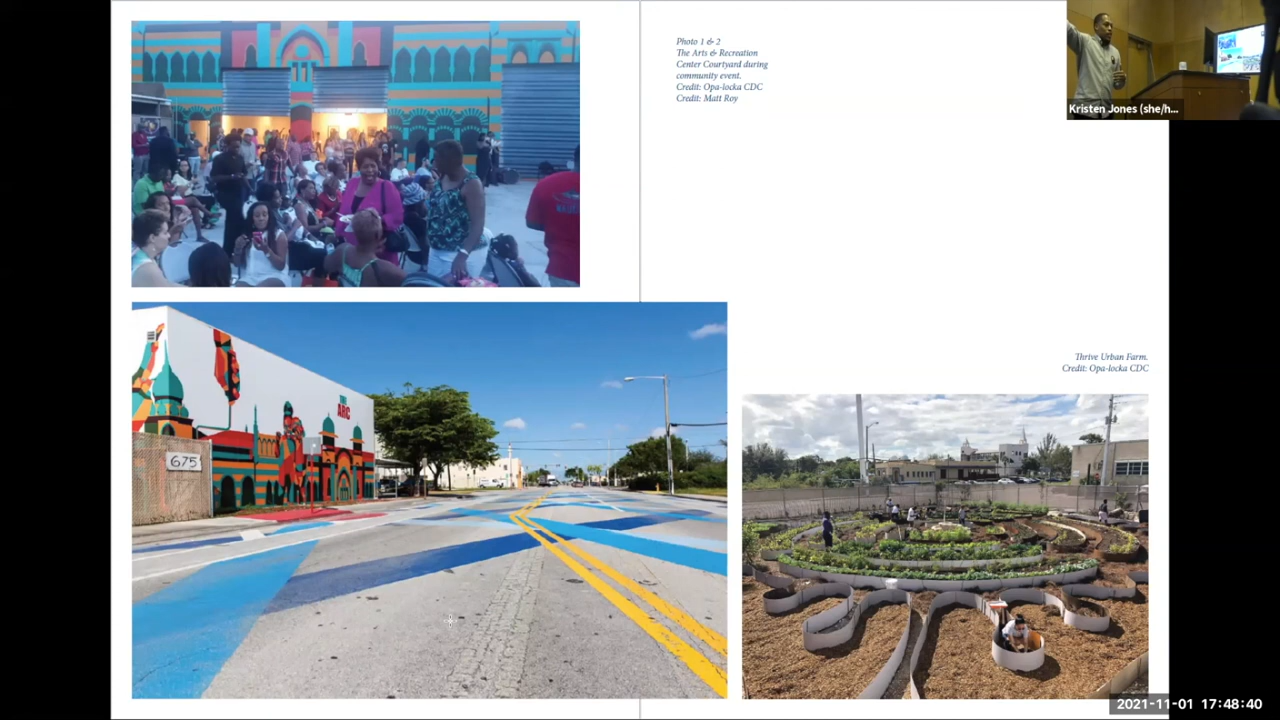 Photo 1 & 2
The Arts & Recreation
Center Courtyard during
community event.
Credit: Opa-locka CDC
Credit: Matt Roy
Kristen Jones (she/h...
THE
ARC
675
Thrive Urban Farm.
Credit: Opa-locka CDC
2021-11-01 17:48:40